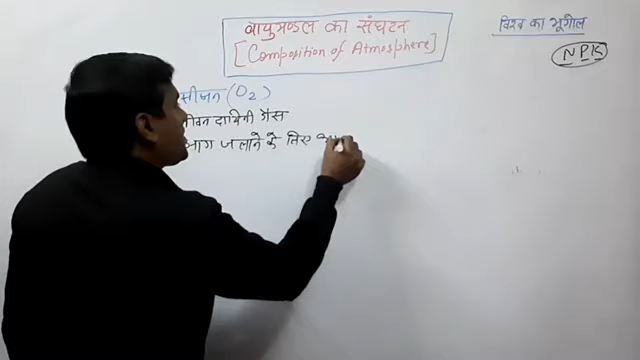 वायुमण्डल का संघटन
[Composition of Atmosphere]
विश्व का भूगोल
NPK
सीजन (O2)
जीवन दायिनी गैस
आग जलाने के लिए